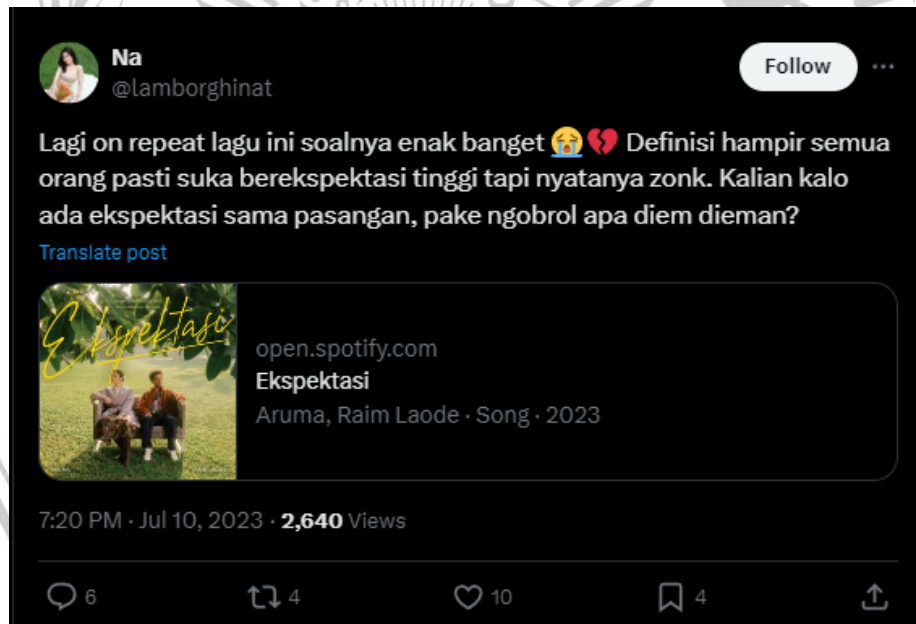 Na
@lamborghinat
Follow
Lagi on repeat lagu ini soalnya enak banget 😭💔 Definisi hampir semua
orang pasti suka berekspektasi tinggi tapi nyatanya zonk. Kalian kalo
ada ekspektasi sama pasangan, pake ngobrol apa diem dieman?
Translate post
Ekspektasi
open.spotify.com
Ekspektasi
Aruma, Raim Laode · Song · 2023
7:20 PM · Jul 10, 2023 · 2,640 Views
6 4 10 4